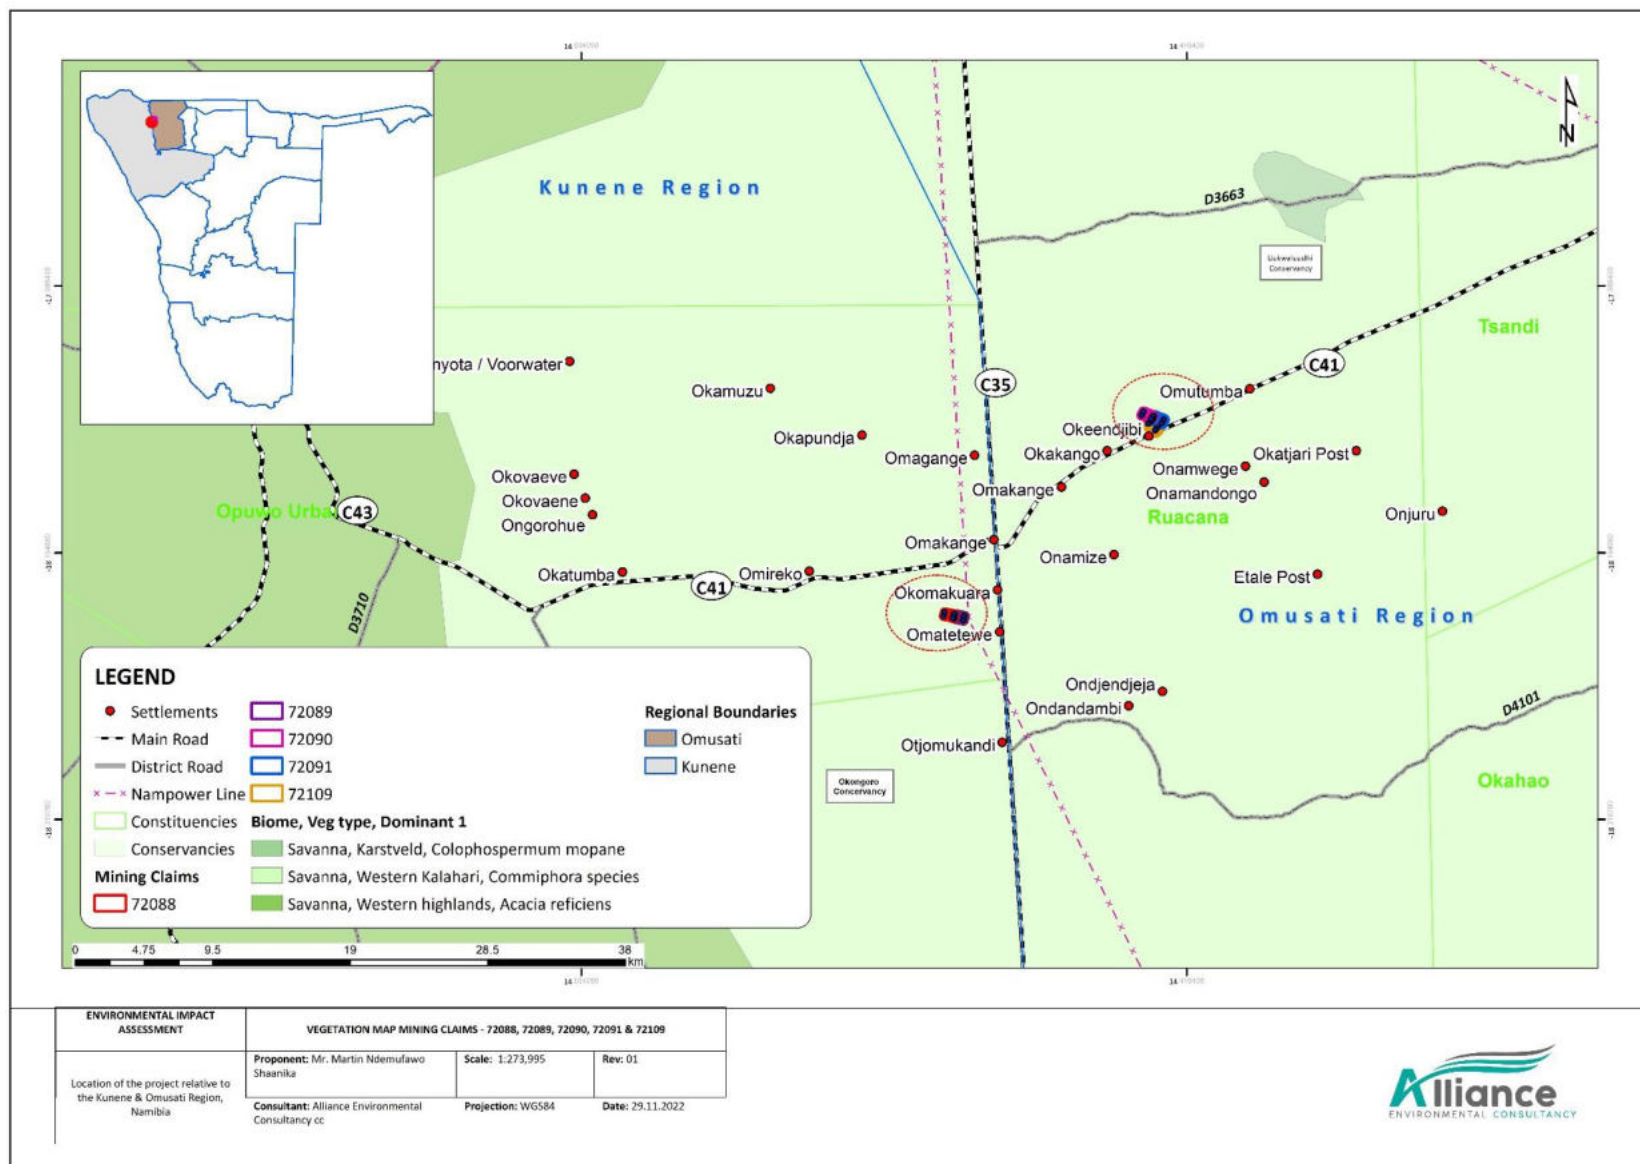 N
Kunene Region
D3663
Uukwaluudhi
Conservancy
Tsandi
C41
nyota / Voorwater
Okamuzu
C35
Omutumba
Okapundja
Okeendjibi
Omagange
Okakango
Okatjari Post
Okovaeve
Onamwege
Omakange
Onamandongo
Okovaene
Opuwo Urba
C43
Ongorohue
Ruacana
Onjuru
Omakange
Onamize
Okatumba
Omireko
Etale Post
C41
Okomakuara
D3710
Omatetewe
Omusati Region
Ondjendjeja
Ondandambi
D4101
Otjomukandi
Okongoro
Concervancy
Okahao
LEGEND
Settlements
Main Road
District Road
Nampower Line
Constituencies
Conservancies
Mining Claims
72088
72089
72090
72091
72109
Biome, Veg type, Dominant 1
Savanna, Karstveld, Colophospermum mopane
Savanna, Western Kalahari, Commiphora species
Savanna, Western highlands, Acacia reficiens
Regional Boundaries
Omusati
Kunene
0 4.75 9.5 19 28.5 38
km
ENVIRONMENTAL IMPACT
ASSESSMENT
Location of the project relative to
the Kunene & Omusati Region,
Namibia
VEGETATION MAP MINING CLAIMS - 72088, 72089, 72090, 72091 & 72109
Proponent: Mr. Martin Ndemufawo
Shaanika
Scale: 1:273,995
Rev: 01
Consultant: Alliance Environmental
Consultancy cc
Projection: WGS84
Date: 29.11.2022
Alliance
ENVIRONMENTAL CONSULTANCY